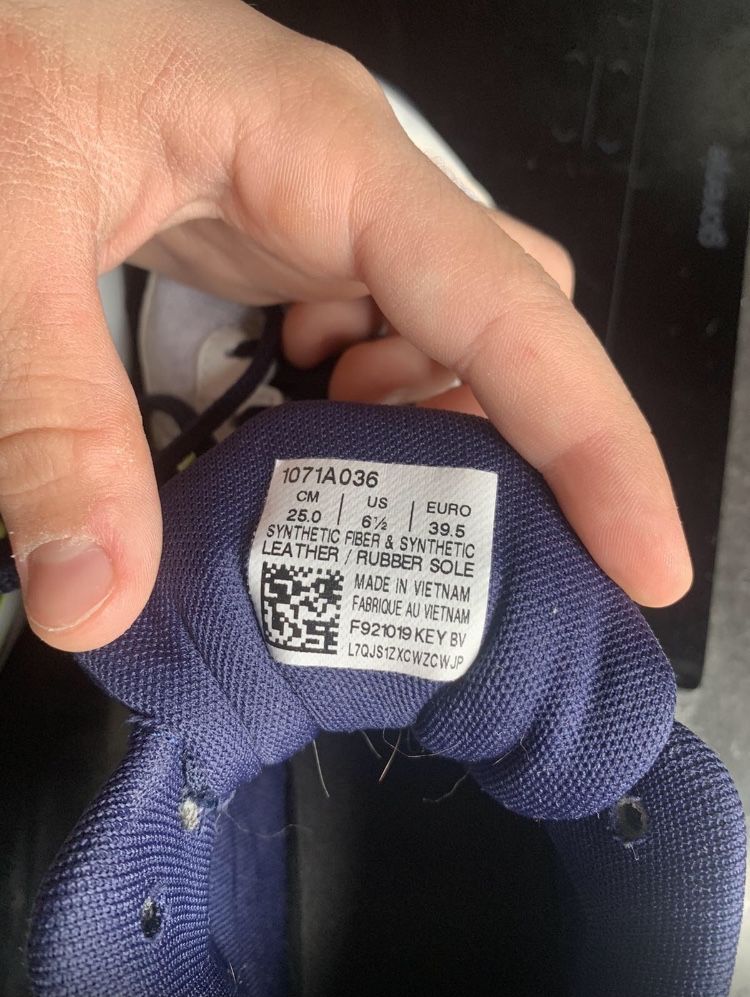 1071A036
CM | US | EURO
25.0 | 6½ | 39.5
SYNTHETIC FIBER & SYNTHETIC
LEATHER / RUBBER SOLE
MADE IN VIETNAM
FABRIQUE AU VIETNAM
F921019 KEY BV
L7QJS1ZXCWZCWJP